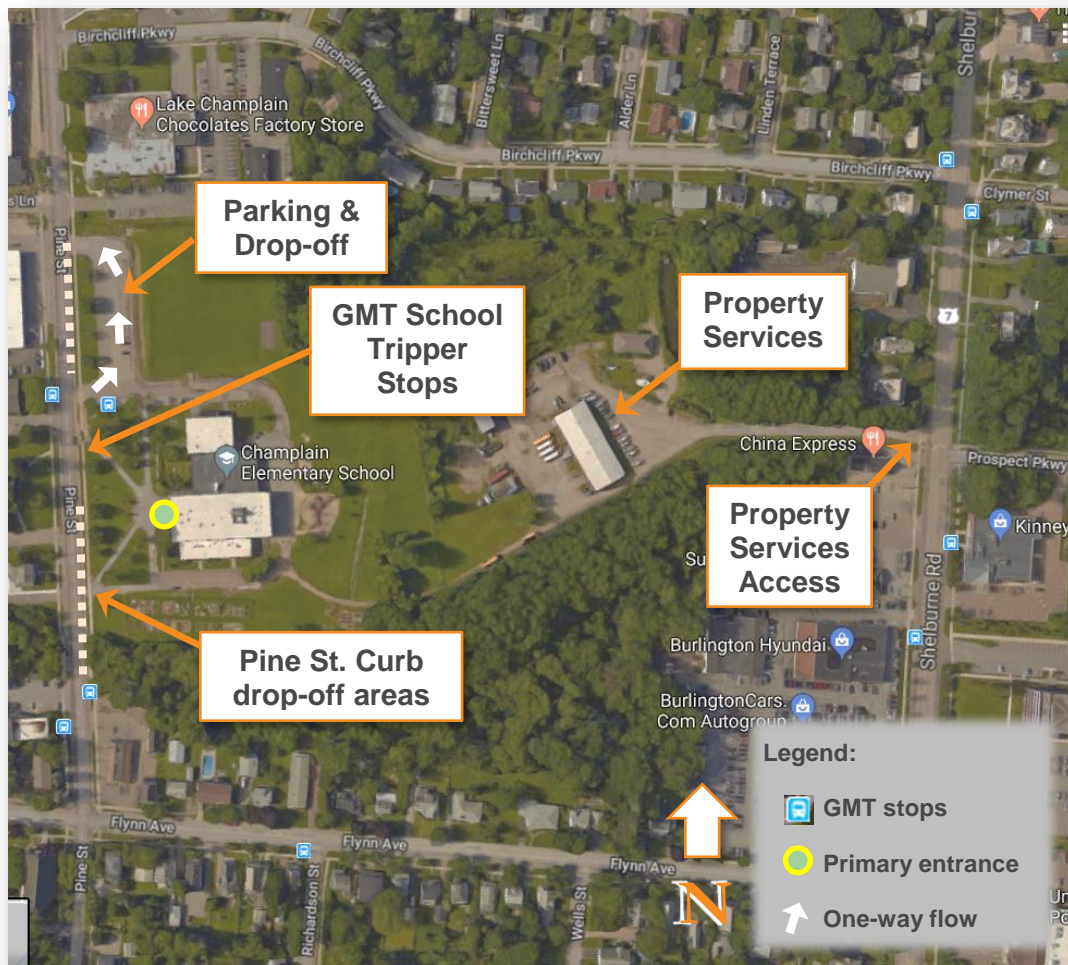 Birchcliff Pkwy
Birchcliff Pkwy
Bittersweet Ln
Alder Ln
Linden Terrace
Shelbu
Lake Champlain
Chocolates Factory Store
Birchcliff Pkwy
Birchcliff Pkwy
Clymer St
s Ln
Pine St
Parking &
Drop-off
GMT School
Tripper
Stops
Property
Services
7
China Express
Prospect Pkwy
Champlain
Elementary School
Pine St
Property
Services
Access
Kinney
Su
Shelburne Rd
Pine St. Curb
drop-off areas
Burlington Hyundai
BurlingtonCars.
Com Autogroup
Legend:
GMT stops
Primary entrance
One-way flow
N
Flynn Ave
Flynn Ave
Flynn Ave
Pine St
Richardson St
Wells St
Un
Po